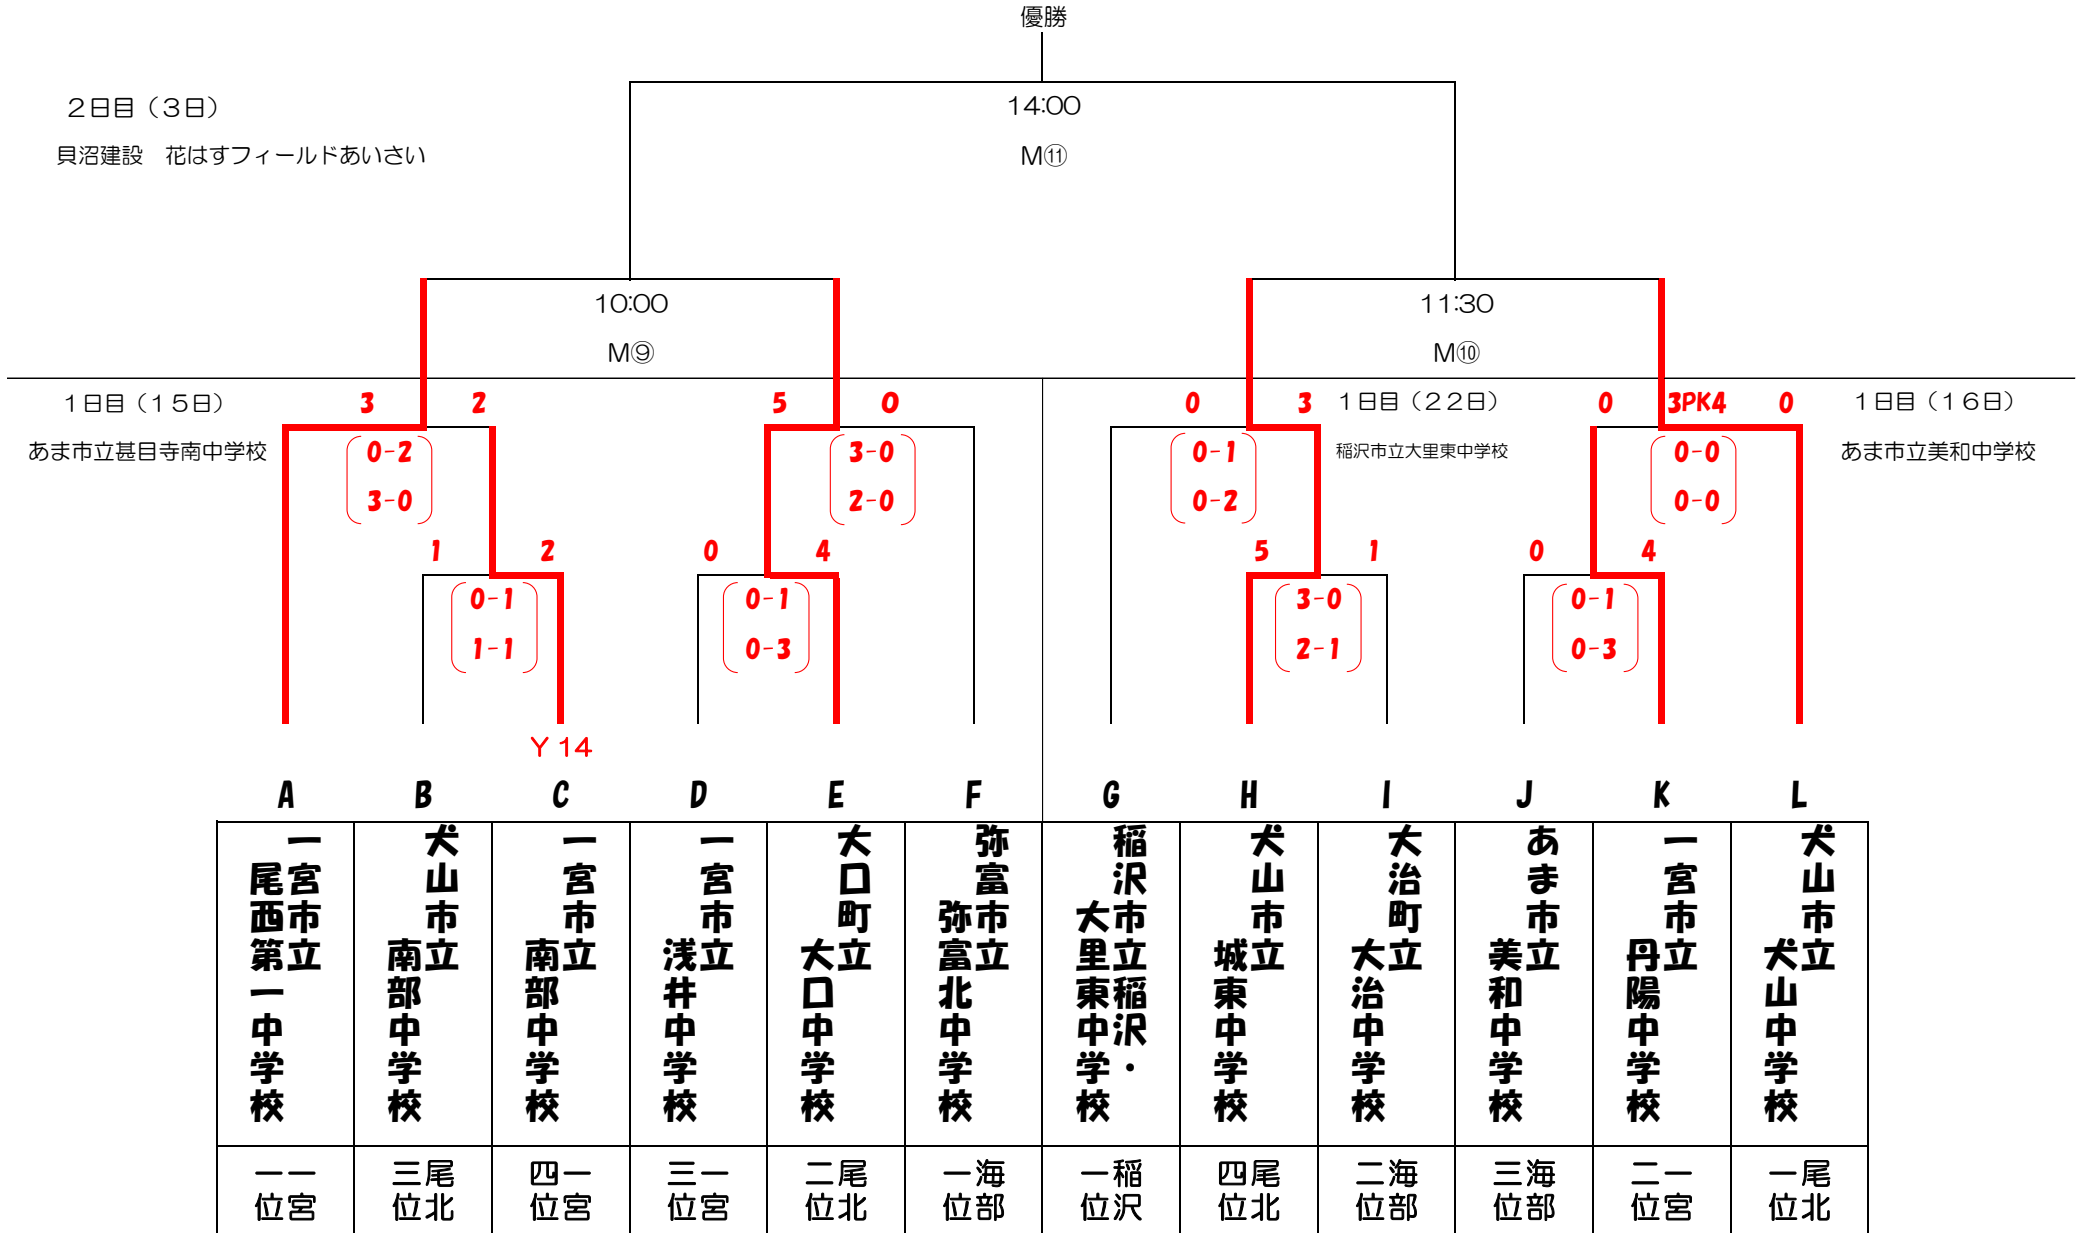 優勝
2日目（3日）
14:00
貝沼建設　花はすフィールドあいさい
M⑪
10:00
11:30
M⑨
M⑩
1日目（15日）
3
2
5
0
0
3
1日目（22日）
0
3PK4
0
1日目（16日）
あま市立甚目寺南中学校
0-2
3-0
0-1
稲沢市立大里東中学校
0-0
あま市立美和中学校
3-0
2-0
0-2
0-0
1
2
0
4
5
1
0
4
0-1
0-1
3-0
0-1
1-1
0-3
2-1
0-3
Y 14
A
B
C
D
E
F
G
H
I
J
K
L
一宮市立
尾西第一中学校
犬山市立
南部中学校
一宮市立
南部中学校
一宮市立
浅井中学校
大口町立
大口中学校
弥富市立
弥富北中学校
稲沢市立稲沢・
大里東中学校
犬山市立
城東中学校
大治町立
大治中学校
あま市立
美和中学校
一宮市立
丹陽中学校
犬山市立
犬山中学校
一宮
一位
尾北
三位
一宮
四位
一宮
三位
尾北
二位
海部
一位
稲沢
一位
尾北
四位
海部
二位
海部
三位
一宮
二位
尾北
一位